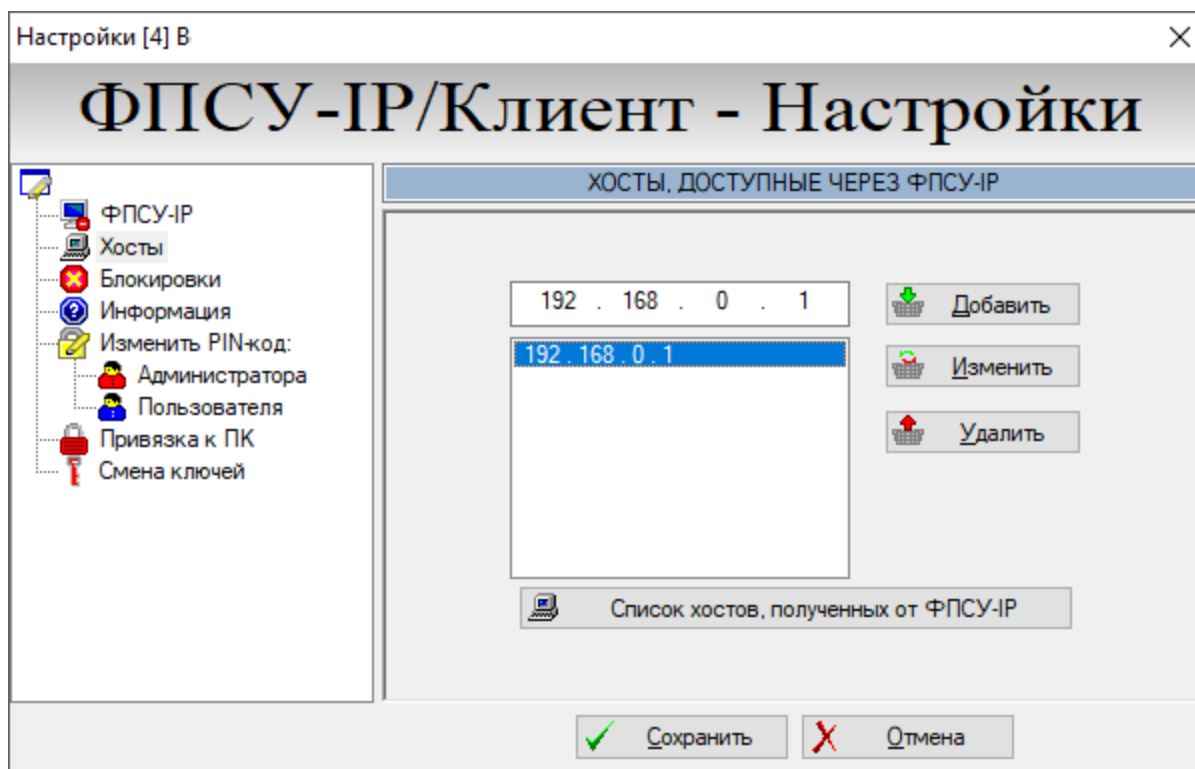 Настройки [4] В
ФПСУ-IP/Клиент - Настройки
ФПСУ-IP
Хосты
Блокировки
Информация
Изменить PIN-код:
Администратора
Пользователя
Привязка к ПК
Смена ключей
ХОСТЫ, ДОСТУПНЫЕ ЧЕРЕЗ ФПСУ-IP
192 . 168 . 0 . 1
Добавить
192 . 168 . 0 . 1
Изменить
Удалить
Список хостов, полученных от ФПСУ-IP
Сохранить
Отмена